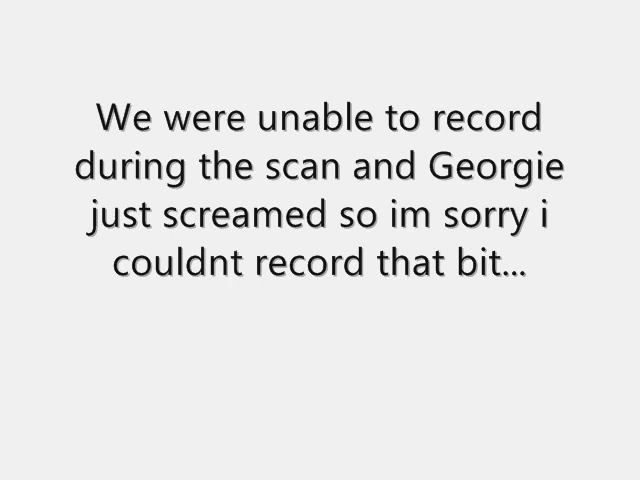 We were unable to record
during the scan and Georgie
just screamed so im sorry i
couldnt record that bit...